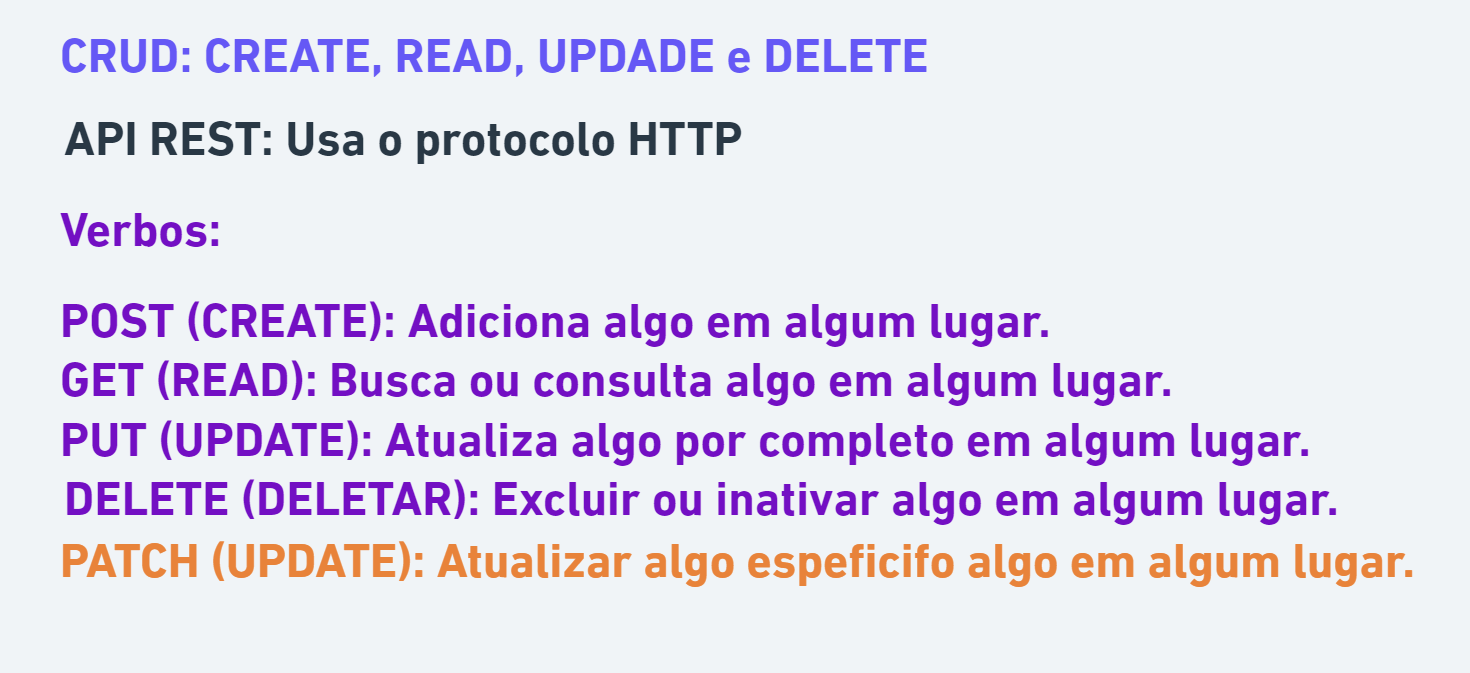 CRUD: CREATE, READ, UPDADE e DELETE
API REST: Usa o protocolo HTTP
Verbos:
POST (CREATE): Adiciona algo em algum lugar.
GET (READ): Busca ou consulta algo em algum lugar.
PUT (UPDATE): Atualiza algo por completo em algum lugar.
DELETE (DELETAR): Excluir ou inativar algo em algum lugar.
PATCH (UPDATE): Atualizar algo espeficifo algo em algum lugar.